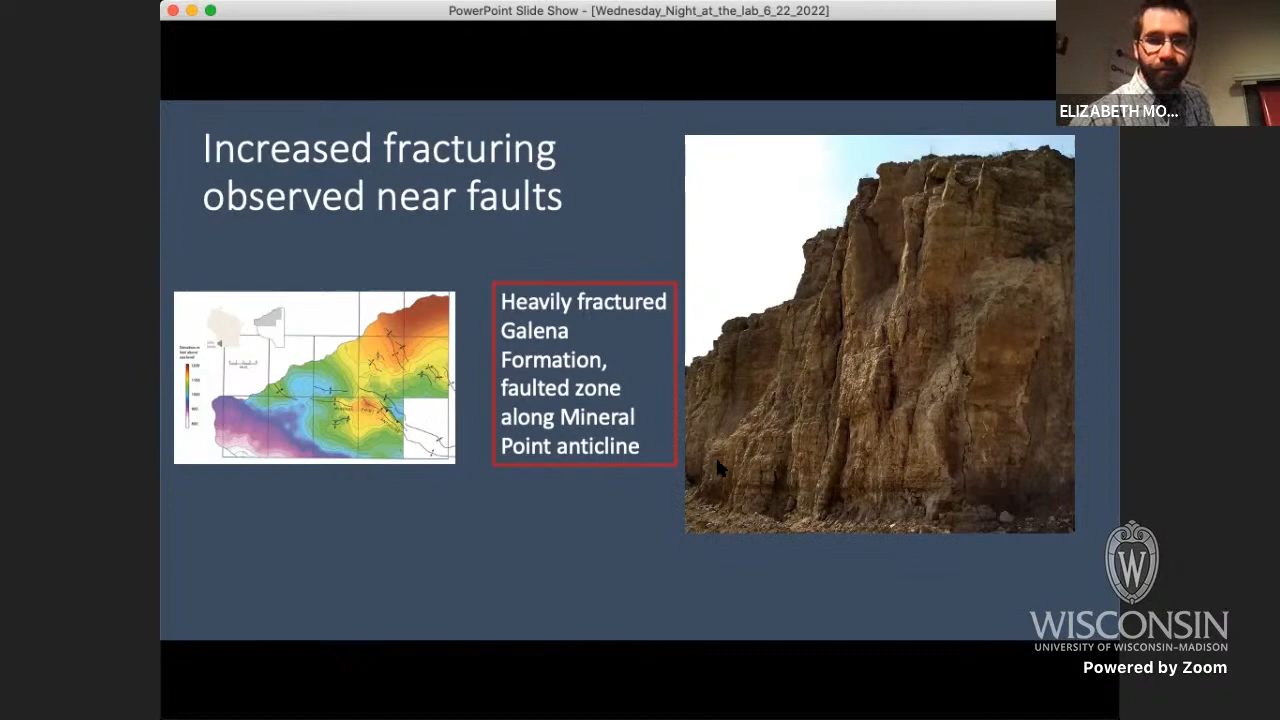 PowerPoint Slide Show - [Wednesday_Night_at_the_lab_6_22_2022]
ELIZABETH MO...
Increased fracturing
observed near faults
Heavily fractured
Galena
Formation,
faulted zone
along Mineral
Point anticline
W
WISCONSIN
UNIVERSITY OF WISCONSIN–MADISON
Powered by Zoom